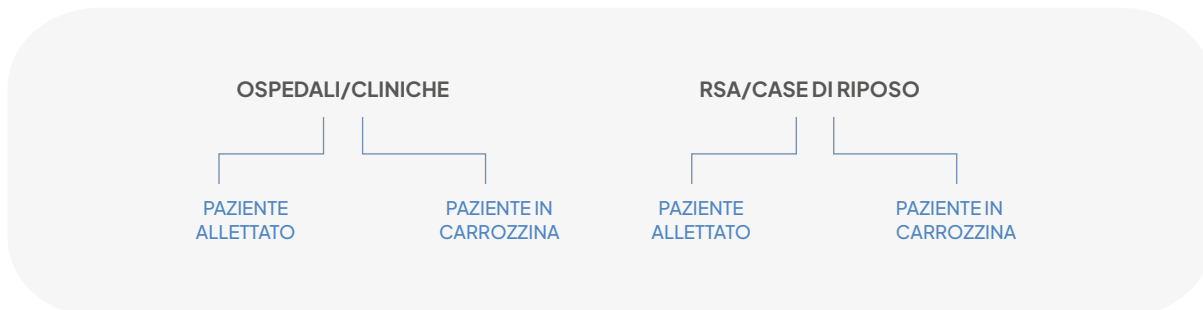 OSPEDALI/CLINICHE
RSA/CASE DI RIPOSO
PAZIENTE
ALLETTATO
PAZIENTE IN
CARROZZINA
PAZIENTE
ALLETTATO
PAZIENTE IN
CARROZZINA